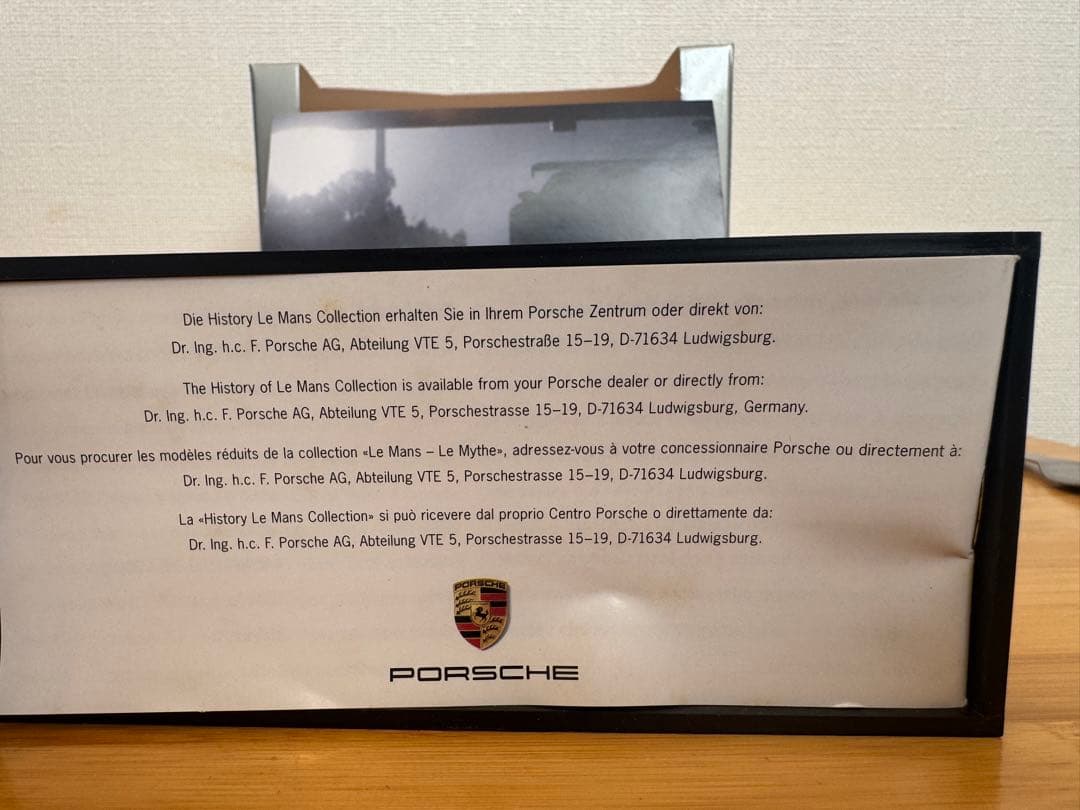 Die History Le Mans Collection erhalten Sie in Ihrem Porsche Zentrum oder direkt von:
Dr. Ing. h.c. F. Porsche AG, Abteilung VTE 5, Porschestraße 15–19, D-71634 Ludwigsburg.
The History of Le Mans Collection is available from your Porsche dealer or directly from:
Dr. Ing. h.c. F. Porsche AG, Abteilung VTE 5, Porschestrasse 15–19, D-71634 Ludwigsburg, Germany.
Pour vous procurer les modèles réduits de la collection «Le Mans – Le Mythe», adressez-vous à votre concessionnaire Porsche ou directement à:
Dr. Ing. h.c. F. Porsche AG, Abteilung VTE 5, Porschestrasse 15–19, D-71634 Ludwigsburg.
La «History Le Mans Collection» si può ricevere dal proprio Centro Porsche o direttamente da:
Dr. Ing. h.c. F. Porsche AG, Abteilung VTE 5, Porschestrasse 15–19, D-71634 Ludwigsburg.
PORSCHE
PORSCHE